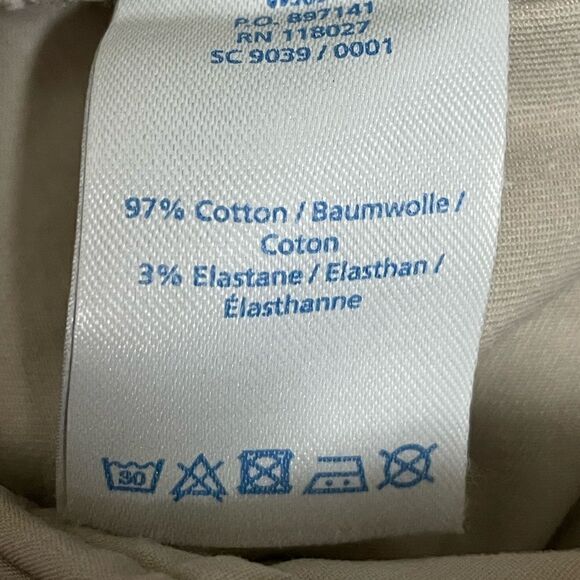 P.O. 897141
RN 118027
SC 9039 / 0001
97% Cotton / Baumwolle /
Coton
3% Elastane / Elasthan /
Élasthanne
30